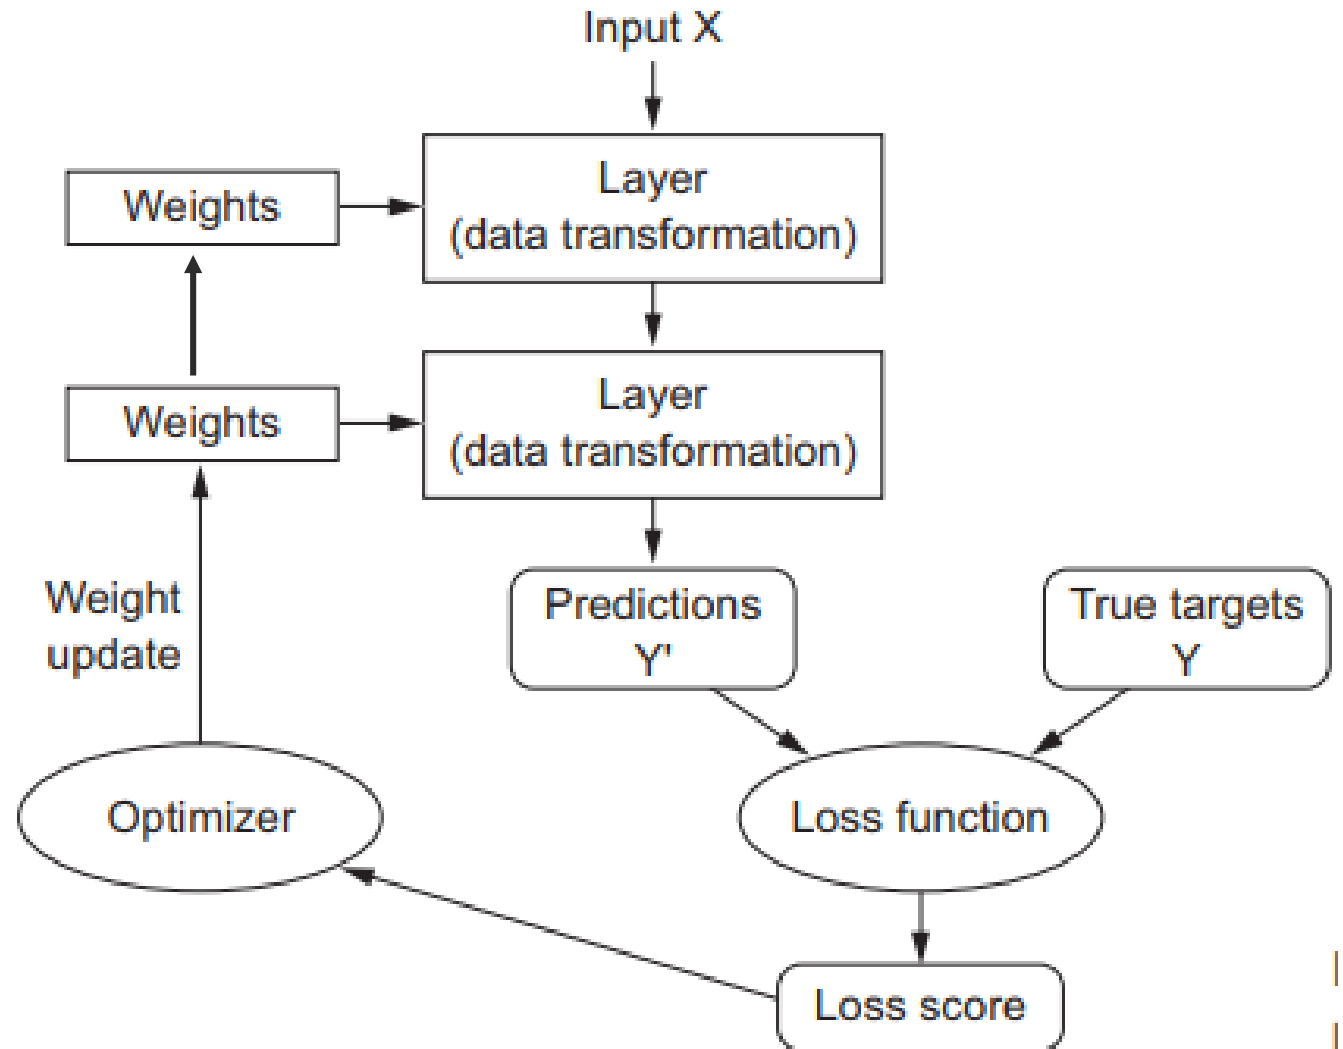 Input X
Weights
Layer
(data transformation)
Weights
Layer
(data transformation)
Weight
update
Predictions
Y'
True targets
Y
Optimizer
Loss function
Loss score